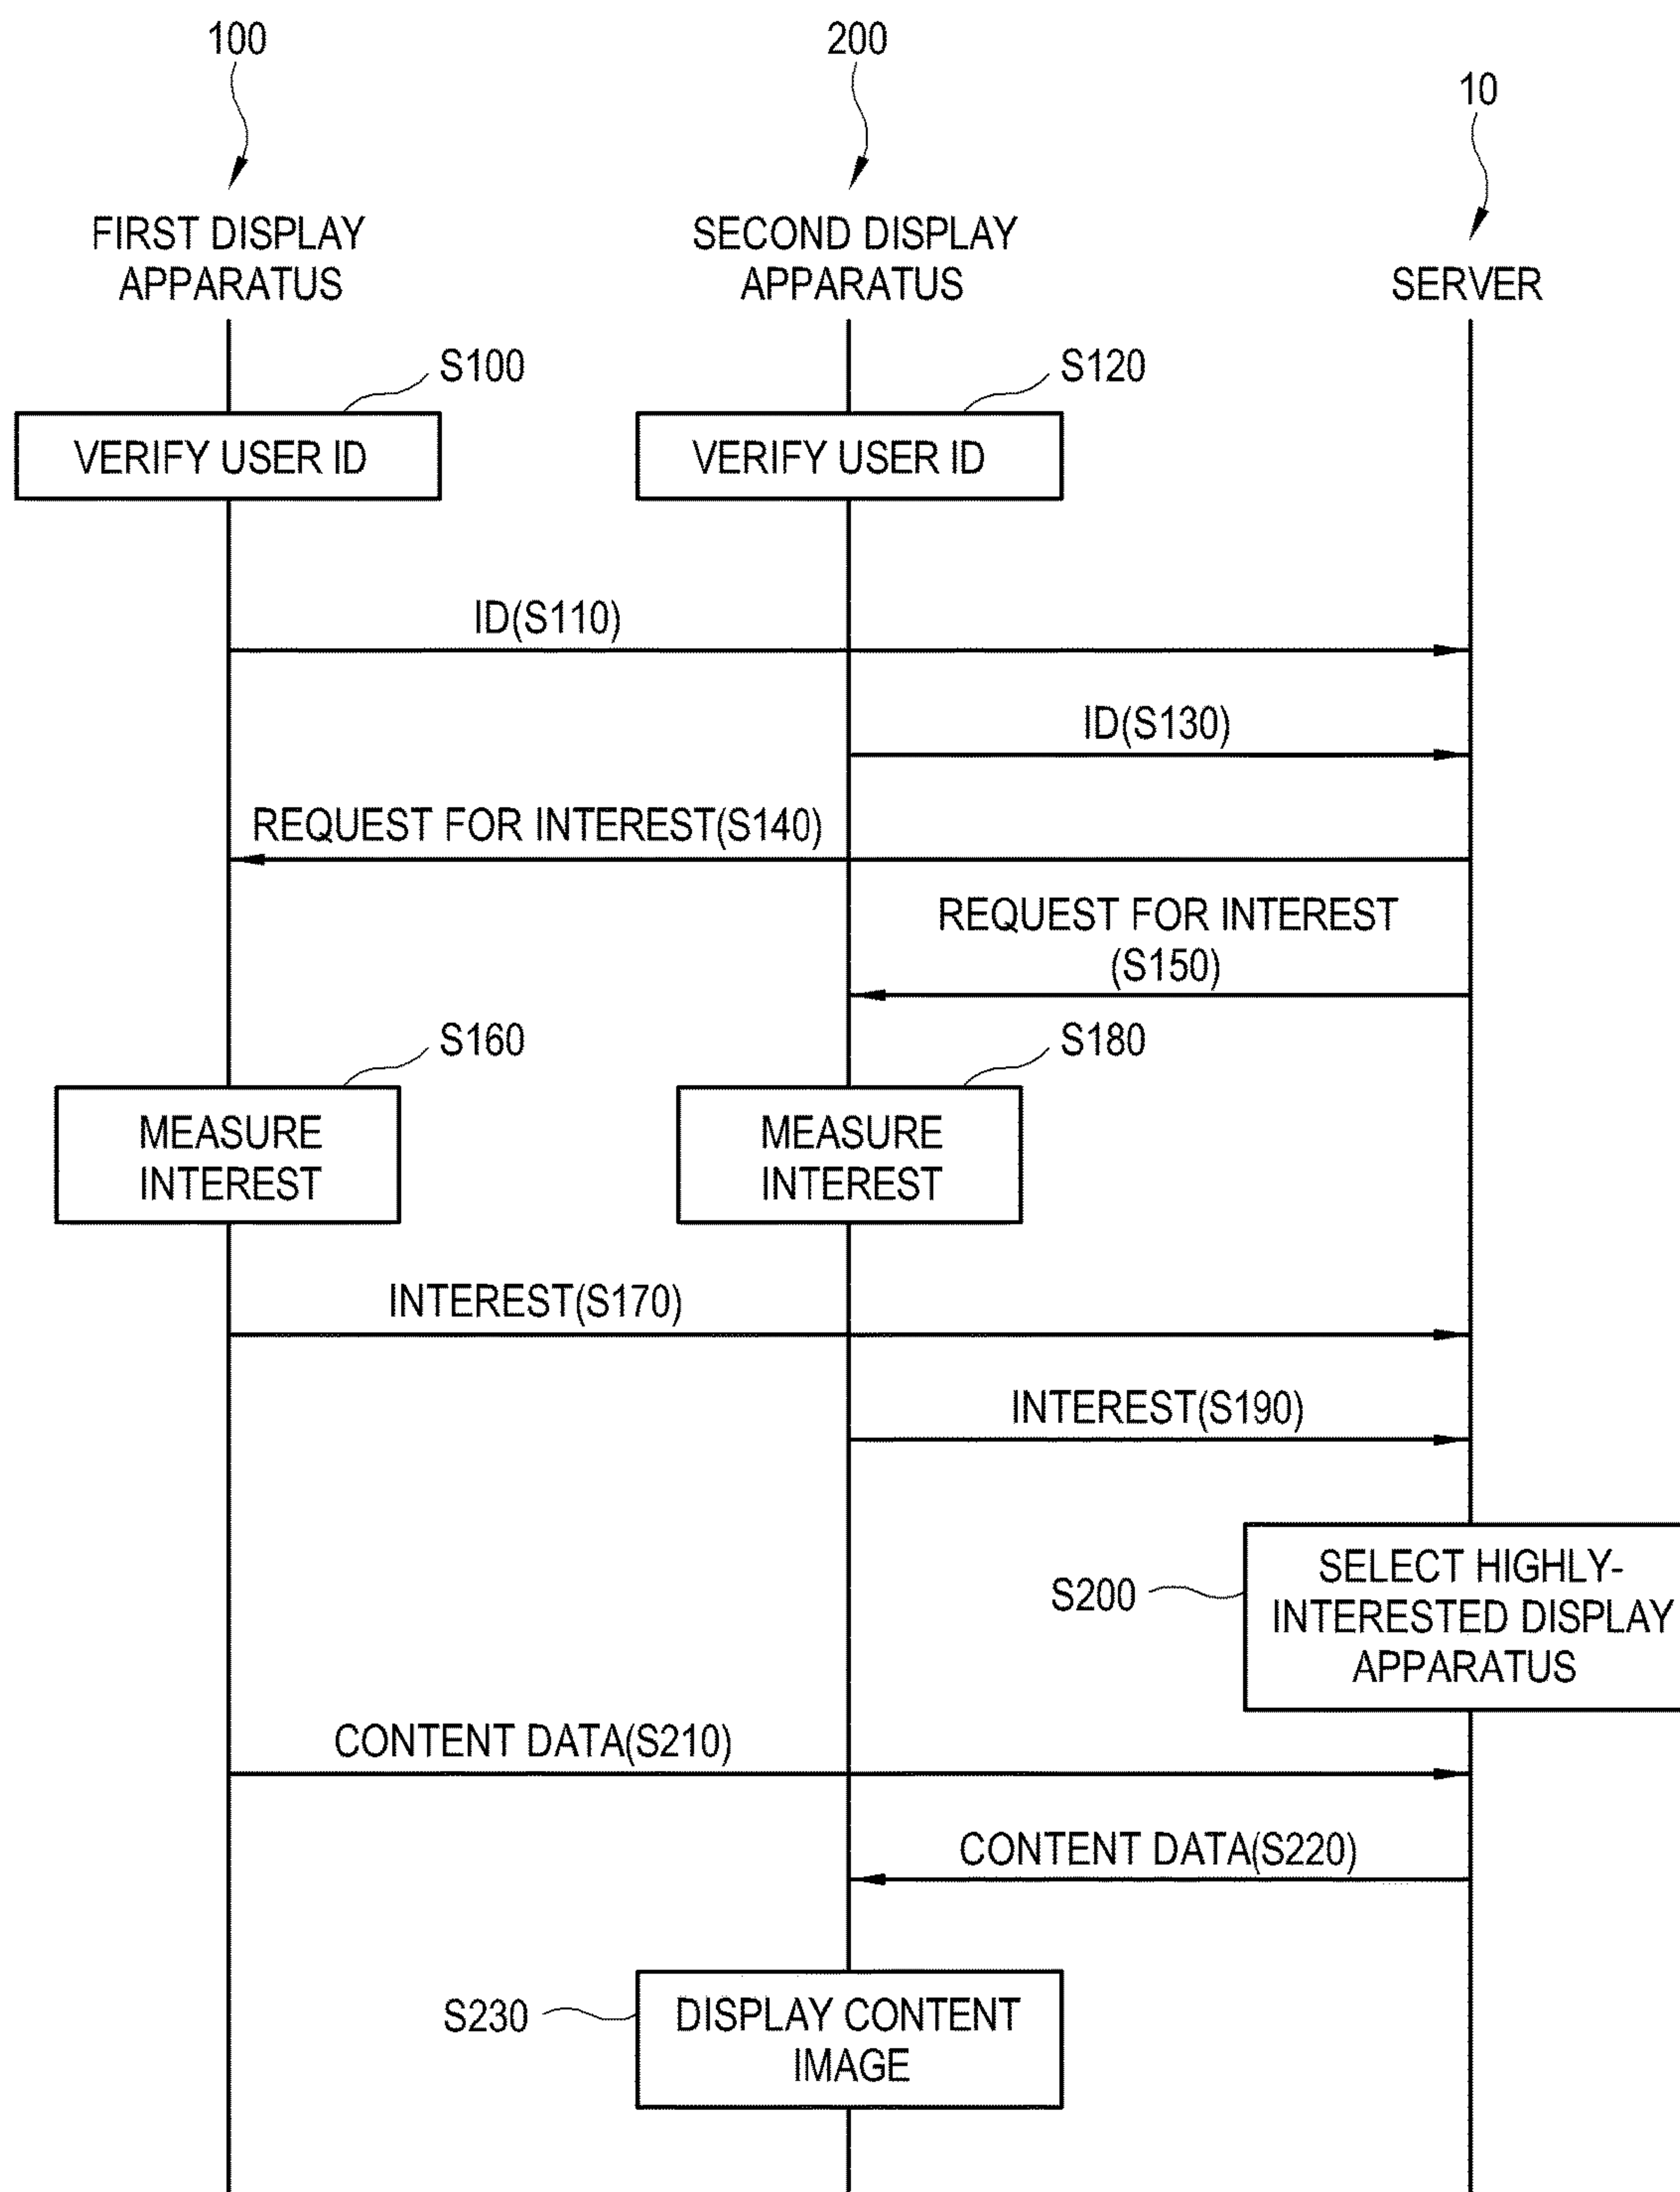 100
200
10
FIRST DISPLAY
APPARATUS
SECOND DISPLAY
APPARATUS
SERVER
S100
S120
VERIFY USER ID
VERIFY USER ID
ID(S110)
ID(S130)
REQUEST FOR INTEREST(S140)
REQUEST FOR INTEREST
(S150)
S160
S180
MEASURE
INTEREST
MEASURE
INTEREST
INTEREST(S170)
INTEREST(S190)
S200
SELECT HIGHLY-
INTERESTED DISPLAY
APPARATUS
CONTENT DATA(S210)
CONTENT DATA(S220)
S230
DISPLAY CONTENT
IMAGE